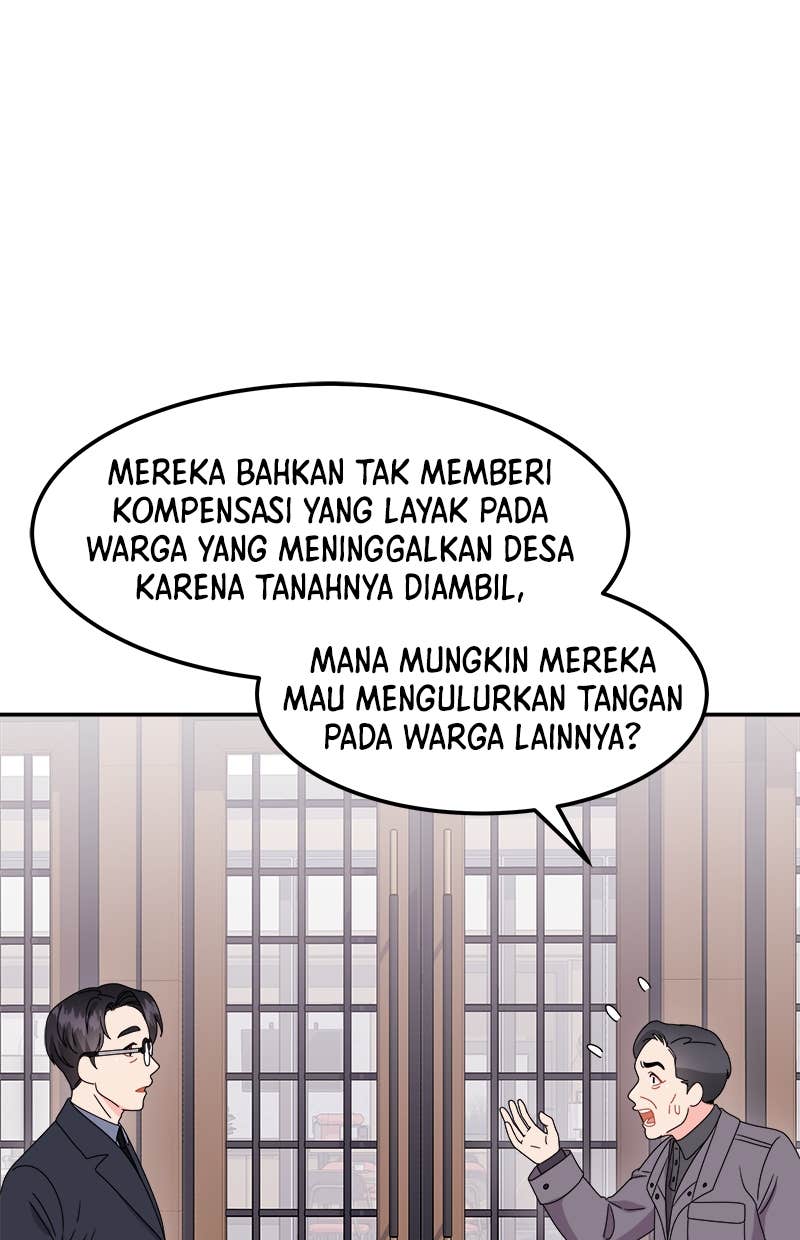 MEREKA BAHKAN TAK MEMBERI
KOMPENSASI YANG LAYAK PADA
WARGA YANG MENINGGALKAN DESA
KARENA TANAHNYA DIAMBIL,
MANA MUNGKIN MEREKA
MAU MENGULURKAN TANGAN
PADA WARGA LAINNYA?